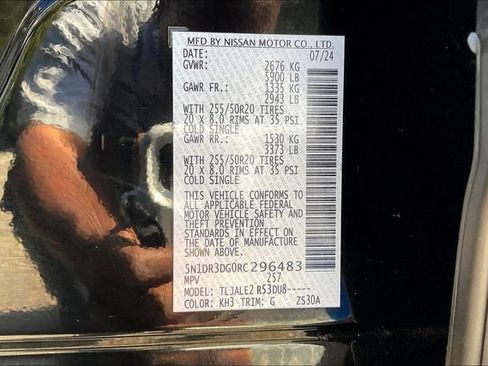 MFD BY NISSAN MOTOR CO., LTD.
DATE: 07/24
GVWR: 2676 KG
5900 LB
GAWR FR.: 1335 KG
2943 LB
WITH 255/50R20 TIRES
20 X 8.0 RIMS AT 35 PSI
COLD SINGLE
GAWR RR.: 1530 KG
3373 LB
WITH 255/50R20 TIRES
20 X 8.0 RIMS AT 35 PSI
COLD SINGLE
THIS VEHICLE CONFORMS TO
ALL APPLICABLE FEDERAL
MOTOR VEHICLE SAFETY AND
THEFT PREVENTION
STANDARDS IN EFFECT ON
THE DATE OF MANUFACTURE
SHOWN ABOVE.
5N1DR3DG0RC296483
MPV 257
MODEL: TLJALE2 R53DU8-----
COLOR: KH3 TRIM: G ZS30A